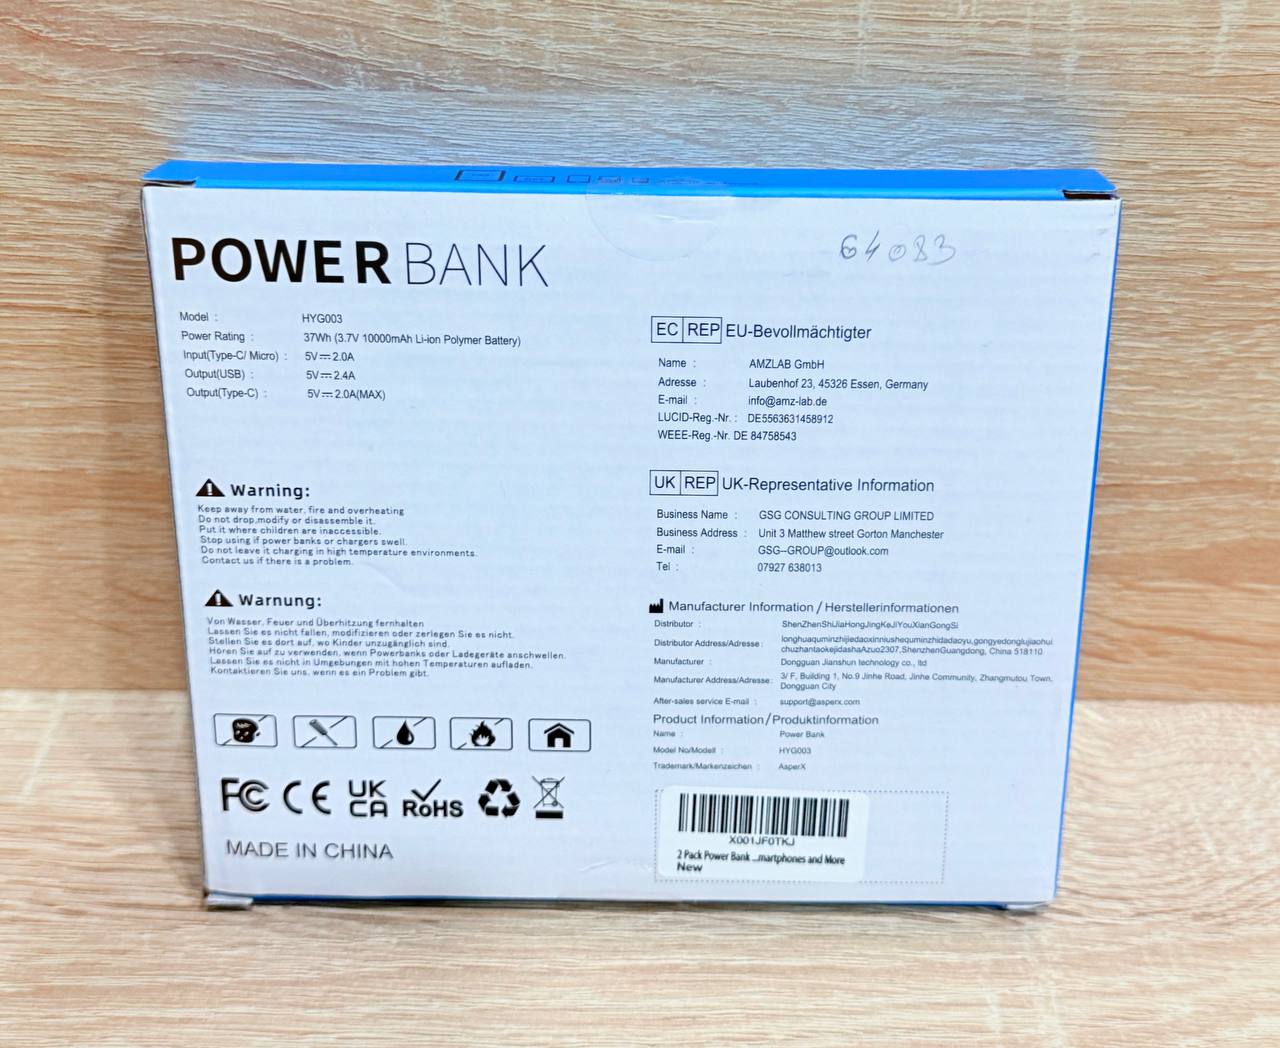 POWER BANK
64083
Model : HYG003
Power Rating : 37Wh (3.7V 10000mAh Li-ion Polymer Battery)
Input(Type-C/ Micro) : 5V⎓2.0A
Output(USB) : 5V⎓2.4A
Output(Type-C) : 5V⎓2.0A(MAX)
Warning:
Keep away from water, fire and overheating
Do not drop,modify or disassemble it.
Put it where children are inaccessible.
Stop using if power banks or chargers swell.
Do not leave it charging in high temperature environments.
Contact us if there is a problem.
Warnung:
Von Wasser, Feuer und Überhitzung fernhalten
Lassen Sie es nicht fallen, modifizieren oder zerlegen Sie es nicht.
Stellen Sie es dort auf, wo Kinder unzugänglich sind.
Hören Sie auf zu verwenden, wenn Powerbanks oder Ladegeräte anschwellen.
Lassen Sie es nicht in Umgebungen mit hohen Temperaturen aufladen.
Kontaktieren Sie uns, wenn es ein Problem gibt.
FC CE UK CA RoHS
MADE IN CHINA
EC REP EU-Bevollmächtigter
Name : AMZLAB GmbH
Adresse : Laubenhof 23, 45326 Essen, Germany
E-mail : info@amz-lab.de
LUCID-Reg.-Nr. : DE5563631458912
WEEE-Reg.-Nr. DE 84758543
UK REP UK-Representative Information
Business Name : GSG CONSULTING GROUP LIMITED
Business Address : Unit 3 Matthew street Gorton Manchester
E-mail : GSG--GROUP@outlook.com
Tel : 07927 638013
Manufacturer Information / Herstellerinformationen
Distributor : ShenZhenShiJiaHongJingKeJiYouXianGongSi
Distributor Address/Adresse : longhuaquminzhijiedaoxinniushequminzhidadaoyu,gongyedonglujiaohui
chuzhantaokejidashaAzuo2307,ShenzhenGuangdong, China 518110
Manufacturer : Dongguan Jianshun technology co., ltd
Manufacturer Address/Adresse: 3/ F, Building 1, No.9 Jinhe Road, Jinhe Community, Zhangmutou Town,
Dongguan City
After-sales service E-mail : support@asperx.com
Product Information/Produktinformation
Name : Power Bank
Model No/Modell : HYG003
Trademark/Markenzeichen : AsperX
X001JF0TKJ
2 Pack Power Bank ...martphones and More
New